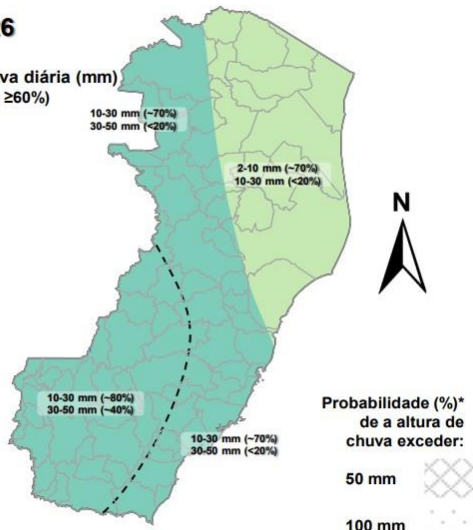 6
va diária (mm)
≥60%)
10-30 mm (~70%)
30-50 mm (<20%)
2-10 mm (~70%)
10-30 mm (<20%)
N
10-30 mm (~80%)
30-50 mm (~40%)
10-30 mm (~70%)
30-50 mm (<20%)
Probabilidade (%)*
de a altura de
chuva exceder:
50 mm
100 mm